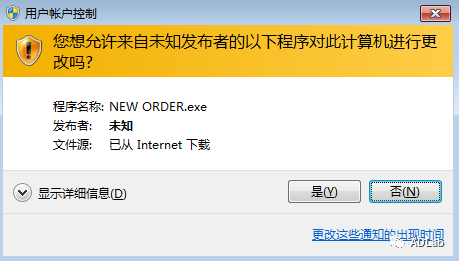 用户帐户控制
您想允许来自未知发布者的以下程序对此计算机进行更
改吗?
程序名称: NEW ORDER.exe
发布者: 未知
文件源: 已从 Internet 下载
显示详细信息(D)
是(Y)
否(N)
更改这些通知的出现时间
ADLab